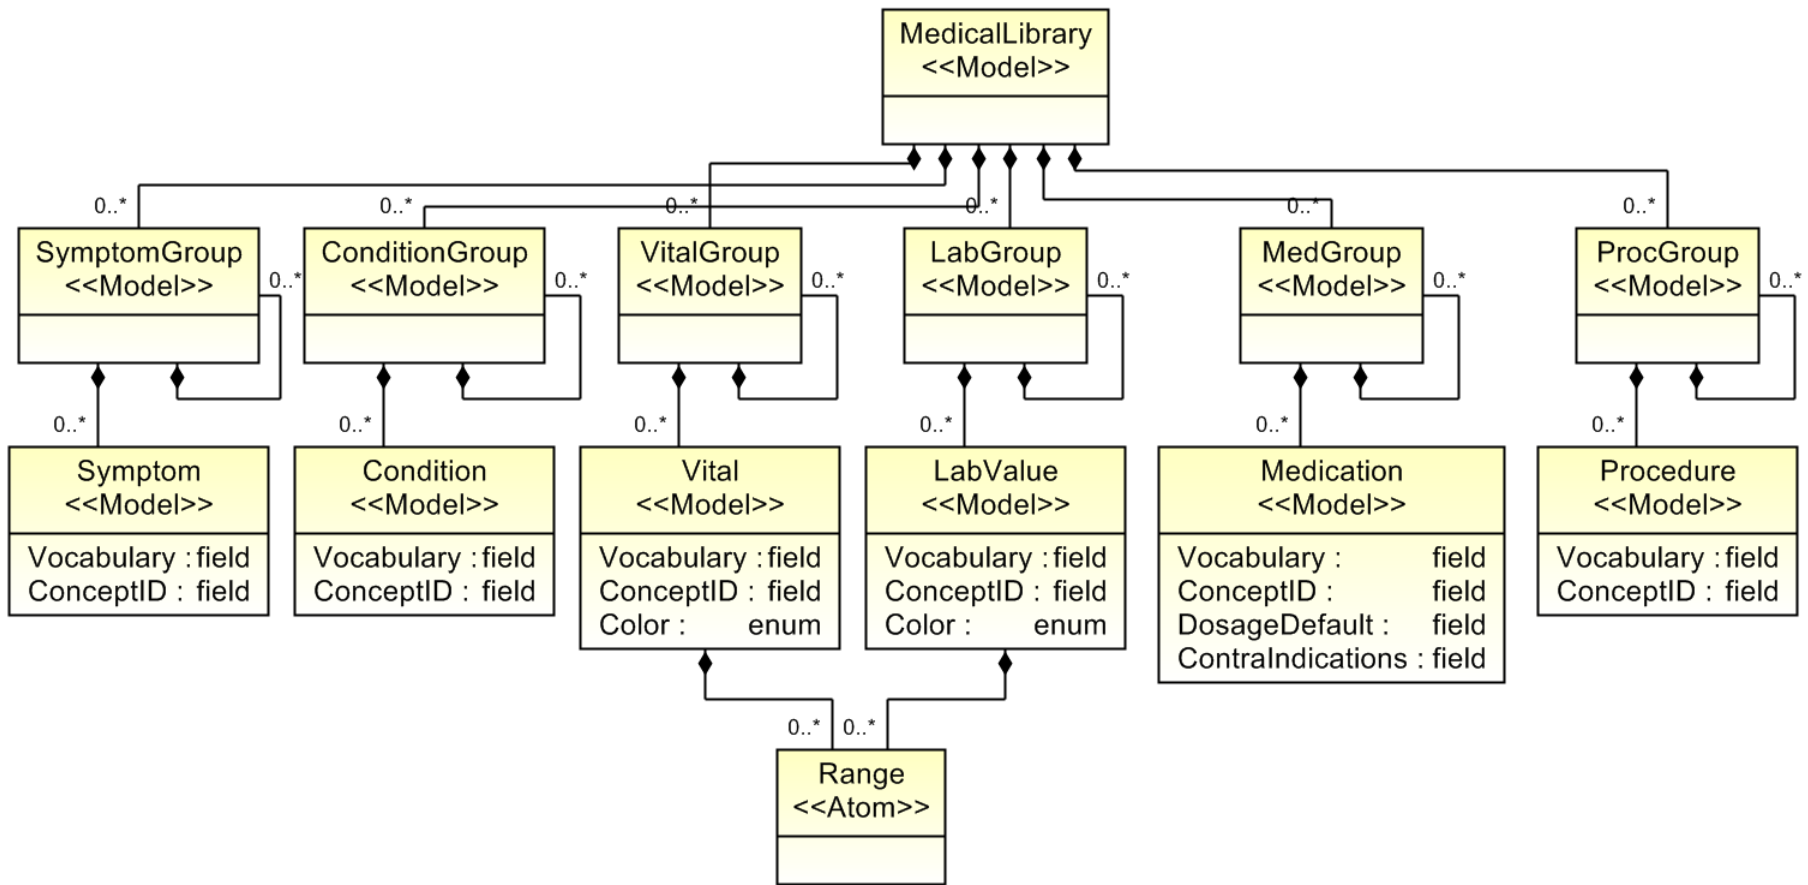 MedicalLibrary
<<Model>>
0..*
0..*
0..*
0..*
0..*
0..*
SymptomGroup
<<Model>>
0..*
ConditionGroup
<<Model>>
0..*
VitalGroup
<<Model>>
0..*
LabGroup
<<Model>>
0..*
MedGroup
<<Model>>
0..*
ProcGroup
<<Model>>
0..*
0..*
0..*
0..*
0..*
0..*
0..*
Symptom
<<Model>>
Vocabulary : field
ConceptID : field
Condition
<<Model>>
Vocabulary : field
ConceptID : field
Vital
<<Model>>
Vocabulary : field
ConceptID : field
Color : enum
LabValue
<<Model>>
Vocabulary : field
ConceptID : field
Color : enum
Medication
<<Model>>
Vocabulary : field
ConceptID : field
DosageDefault : field
ContraIndications : field
Procedure
<<Model>>
Vocabulary : field
ConceptID : field
0..*
0..*
Range
<<Atom>>